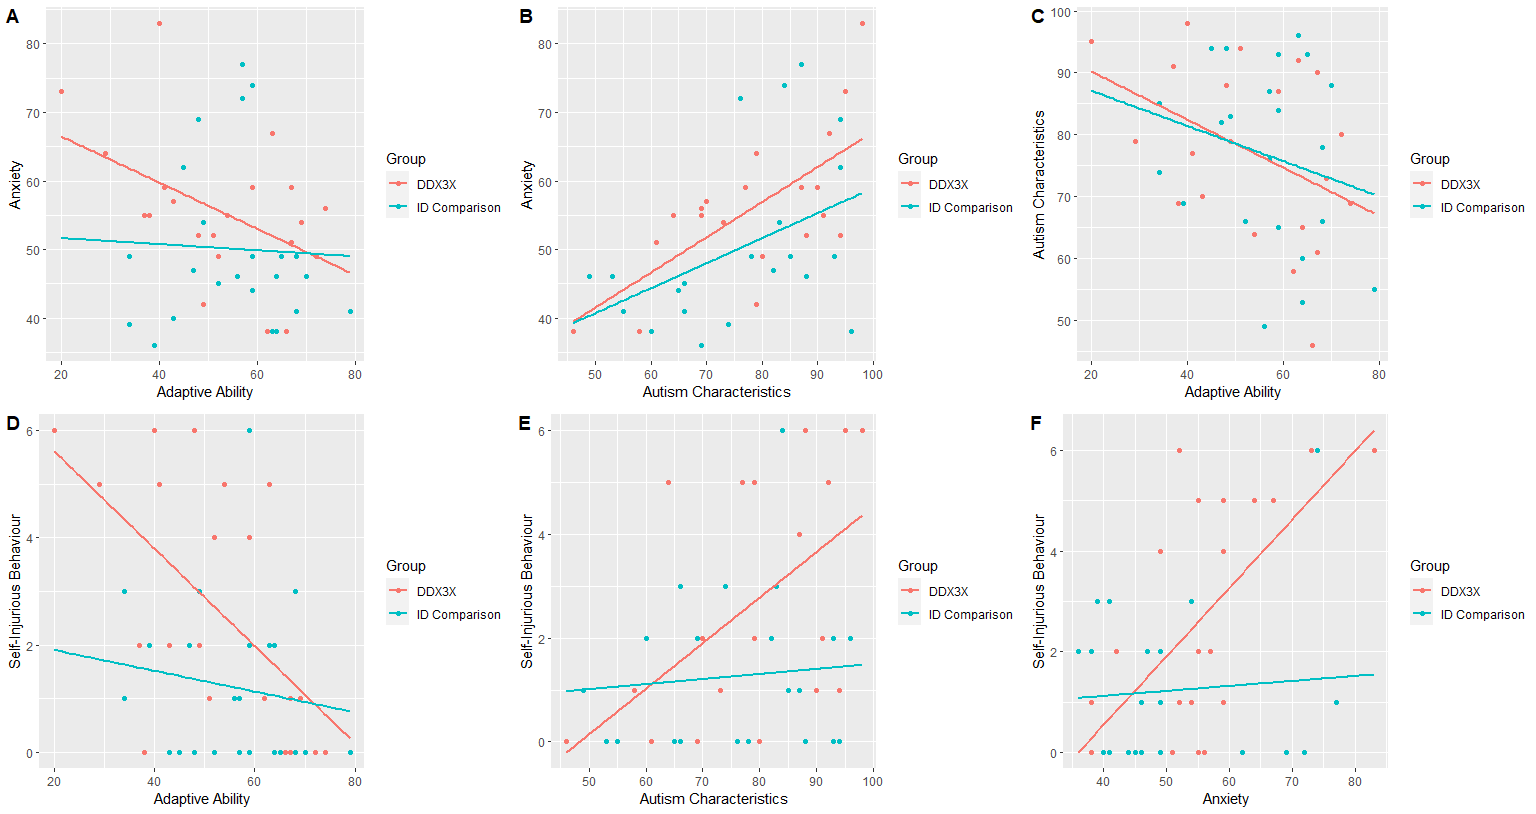 A
Anxiety
80
70
60
50
40
20
40
60
80
Adaptive Ability
Group
DDX3X
ID Comparison
B
Anxiety
80
70
60
50
40
50
60
70
80
90
100
Autism Characteristics
Group
DDX3X
ID Comparison
C
Autism Characteristics
100
90
80
70
60
50
20
40
60
80
Adaptive Ability
Group
DDX3X
ID Comparison
D
Self-Injurious Behaviour
6
4
2
0
20
40
60
80
Adaptive Ability
Group
DDX3X
ID Comparison
E
Self-Injurious Behaviour
6
4
2
0
50
60
70
80
90
100
Autism Characteristics
Group
DDX3X
ID Comparison
F
Self-Injurious Behaviour
6
4
2
0
40
50
60
70
80
Anxiety
Group
DDX3X
ID Comparison